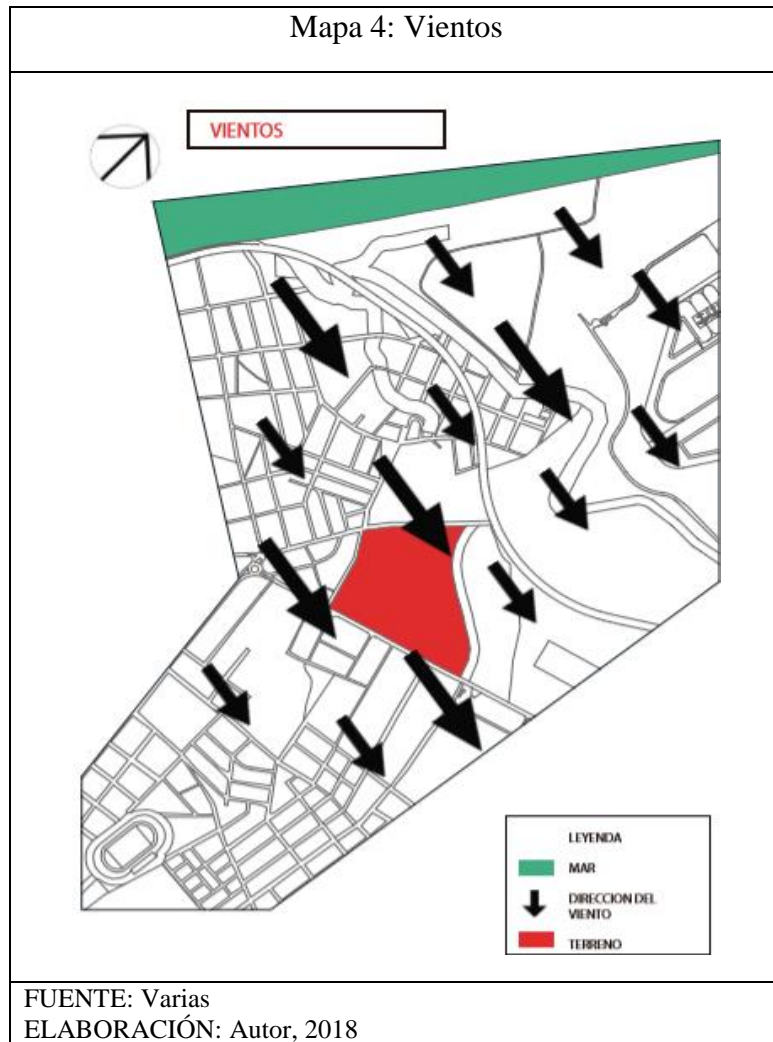 Mapa 4: Vientos
VIENTOS
LEYENDA
MAR
DIRECCION DEL
VIENTO
TERRENO
FUENTE: Varias
ELABORACIÓN: Autor, 2018